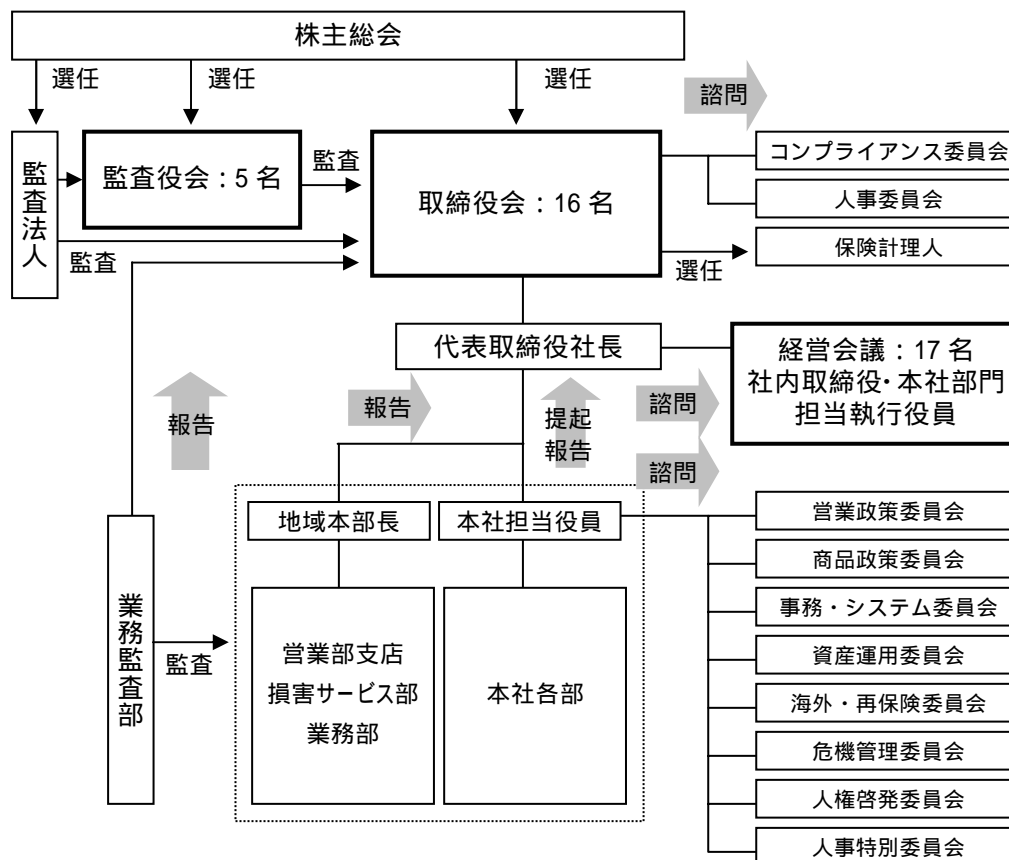 株主総会
選任
選任
選任
諮問
監査法人
監査役会：5 名
監査
取締役会：16 名
コンプライアンス委員会
人事委員会
保険計理人
監査
選任
代表取締役社長
経営会議：17 名
社内取締役・本社部門
担当執行役員
報告
報告
提起
報告
諮問
諮問
地域本部長
本社担当役員
業務監査部
監査
営業部支店
損害サービス部
業務部
本社各部
営業政策委員会
商品政策委員会
事務・システム委員会
資産運用委員会
海外・再保険委員会
危機管理委員会
人権啓発委員会
人事特別委員会